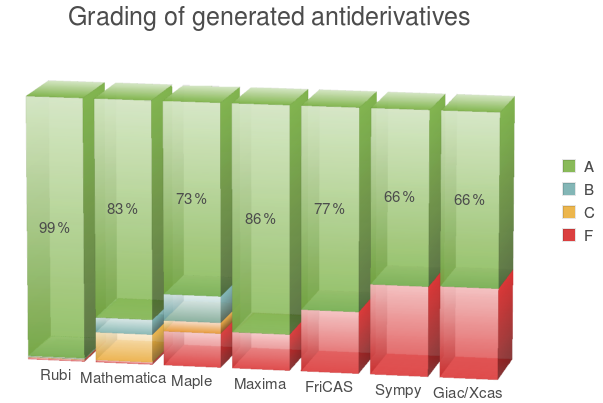 Grading of generated antiderivatives
99 %
83 %
73 %
86 %
77 %
66 %
66 %
A
B
C
F
Rubi
Mathematica
Maple
Maxima
FriCAS
Sympy
Giac/Xcas